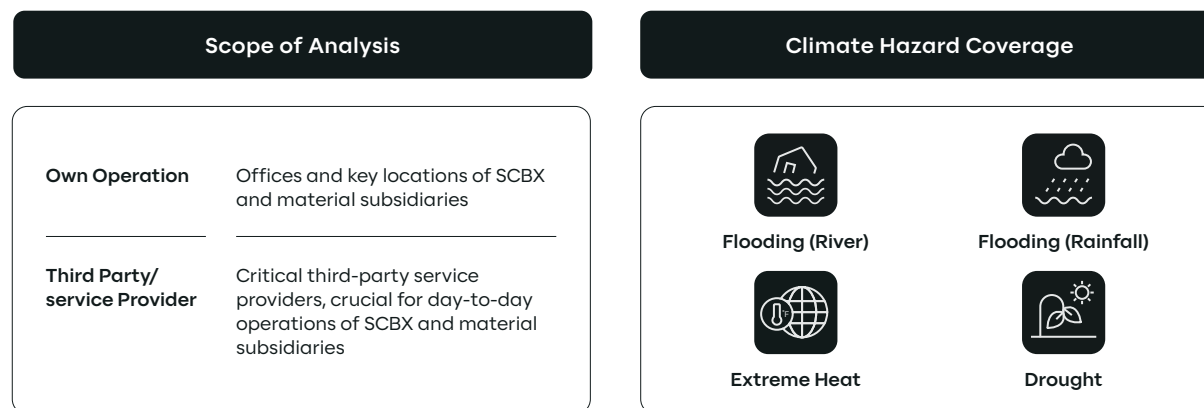 Scope of Analysis
Own Operation
Offices and key locations of SCBX
and material subsidiaries
Third Party/
service Provider
Critical third-party service
providers, crucial for day-to-day
operations of SCBX and material
subsidiaries
Climate Hazard Coverage
Flooding (River)
Flooding (Rainfall)
°F
Extreme Heat
Drought